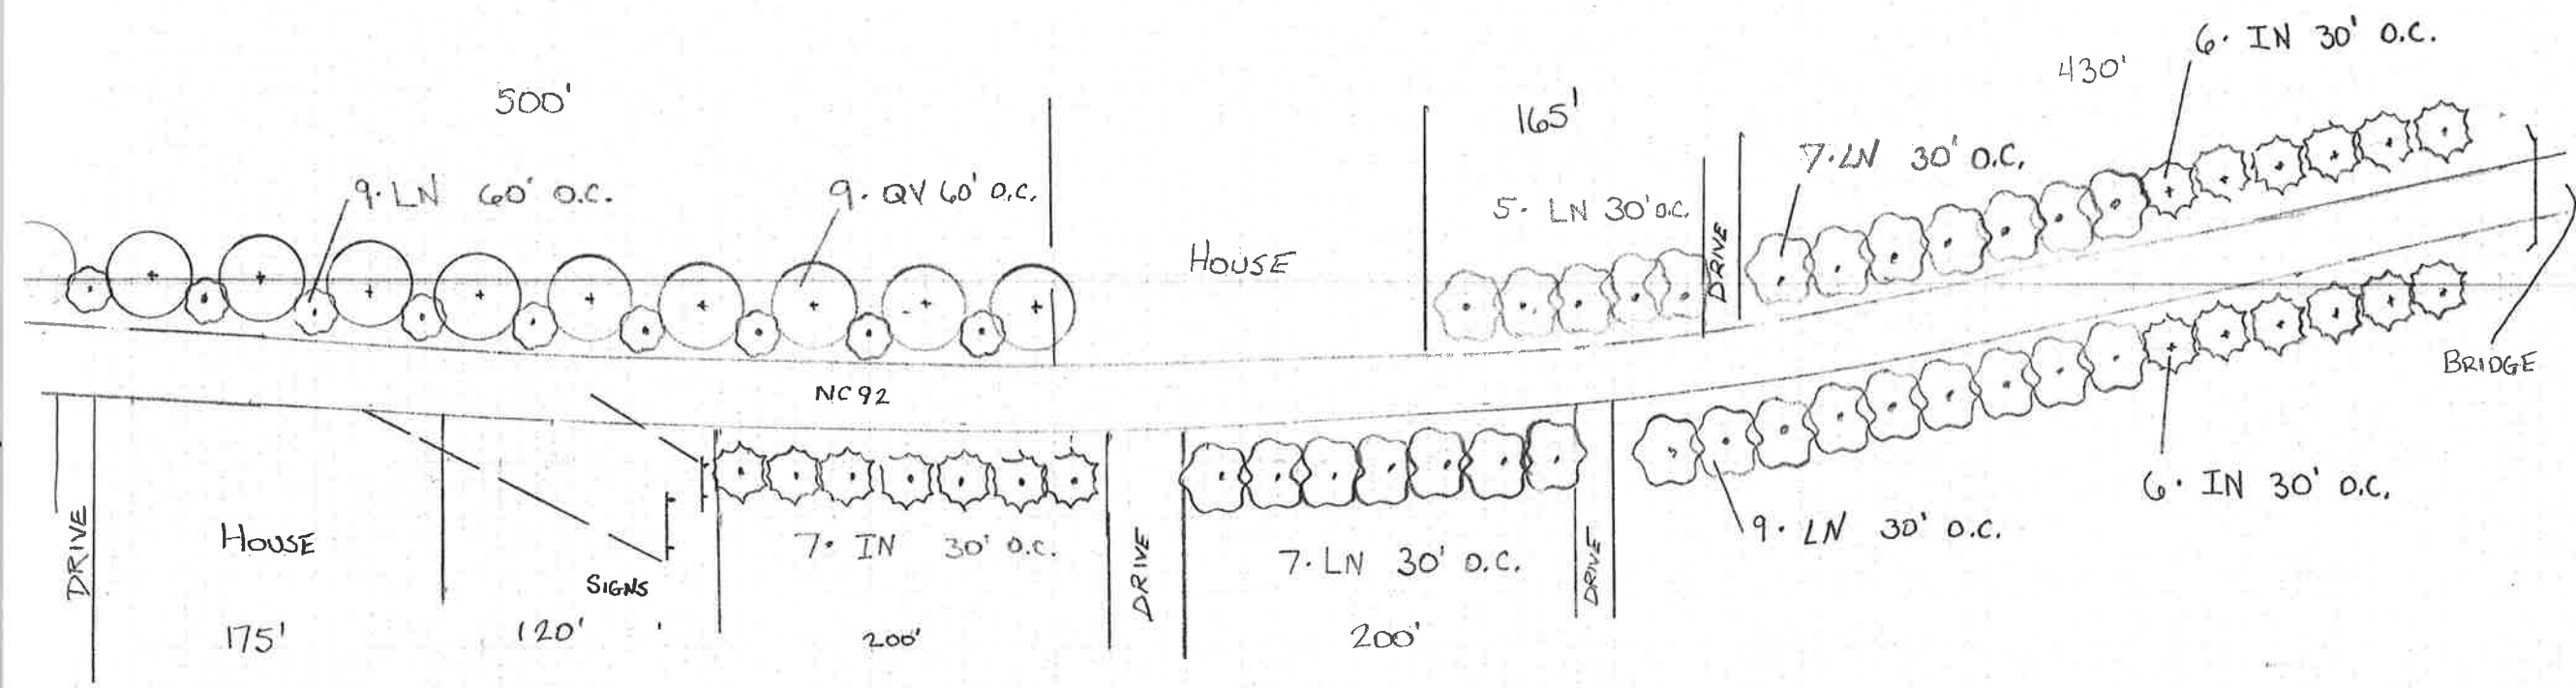 6. IN 30' O.C.
430'
500'
165'
7. LN 30' O.C.
9. LN 60' O.C.
9. QV 60' O.C.
5. LN 30' O.C.
DRIVE
HOUSE
BRIDGE
NC92
6. IN 30' O.C.
9. LN 30' O.C.
DRIVE
HOUSE
SIGNS
7. IN 30' O.C.
DRIVE
7. LN 30' O.C.
DRIVE
175'
120'
200'
200'